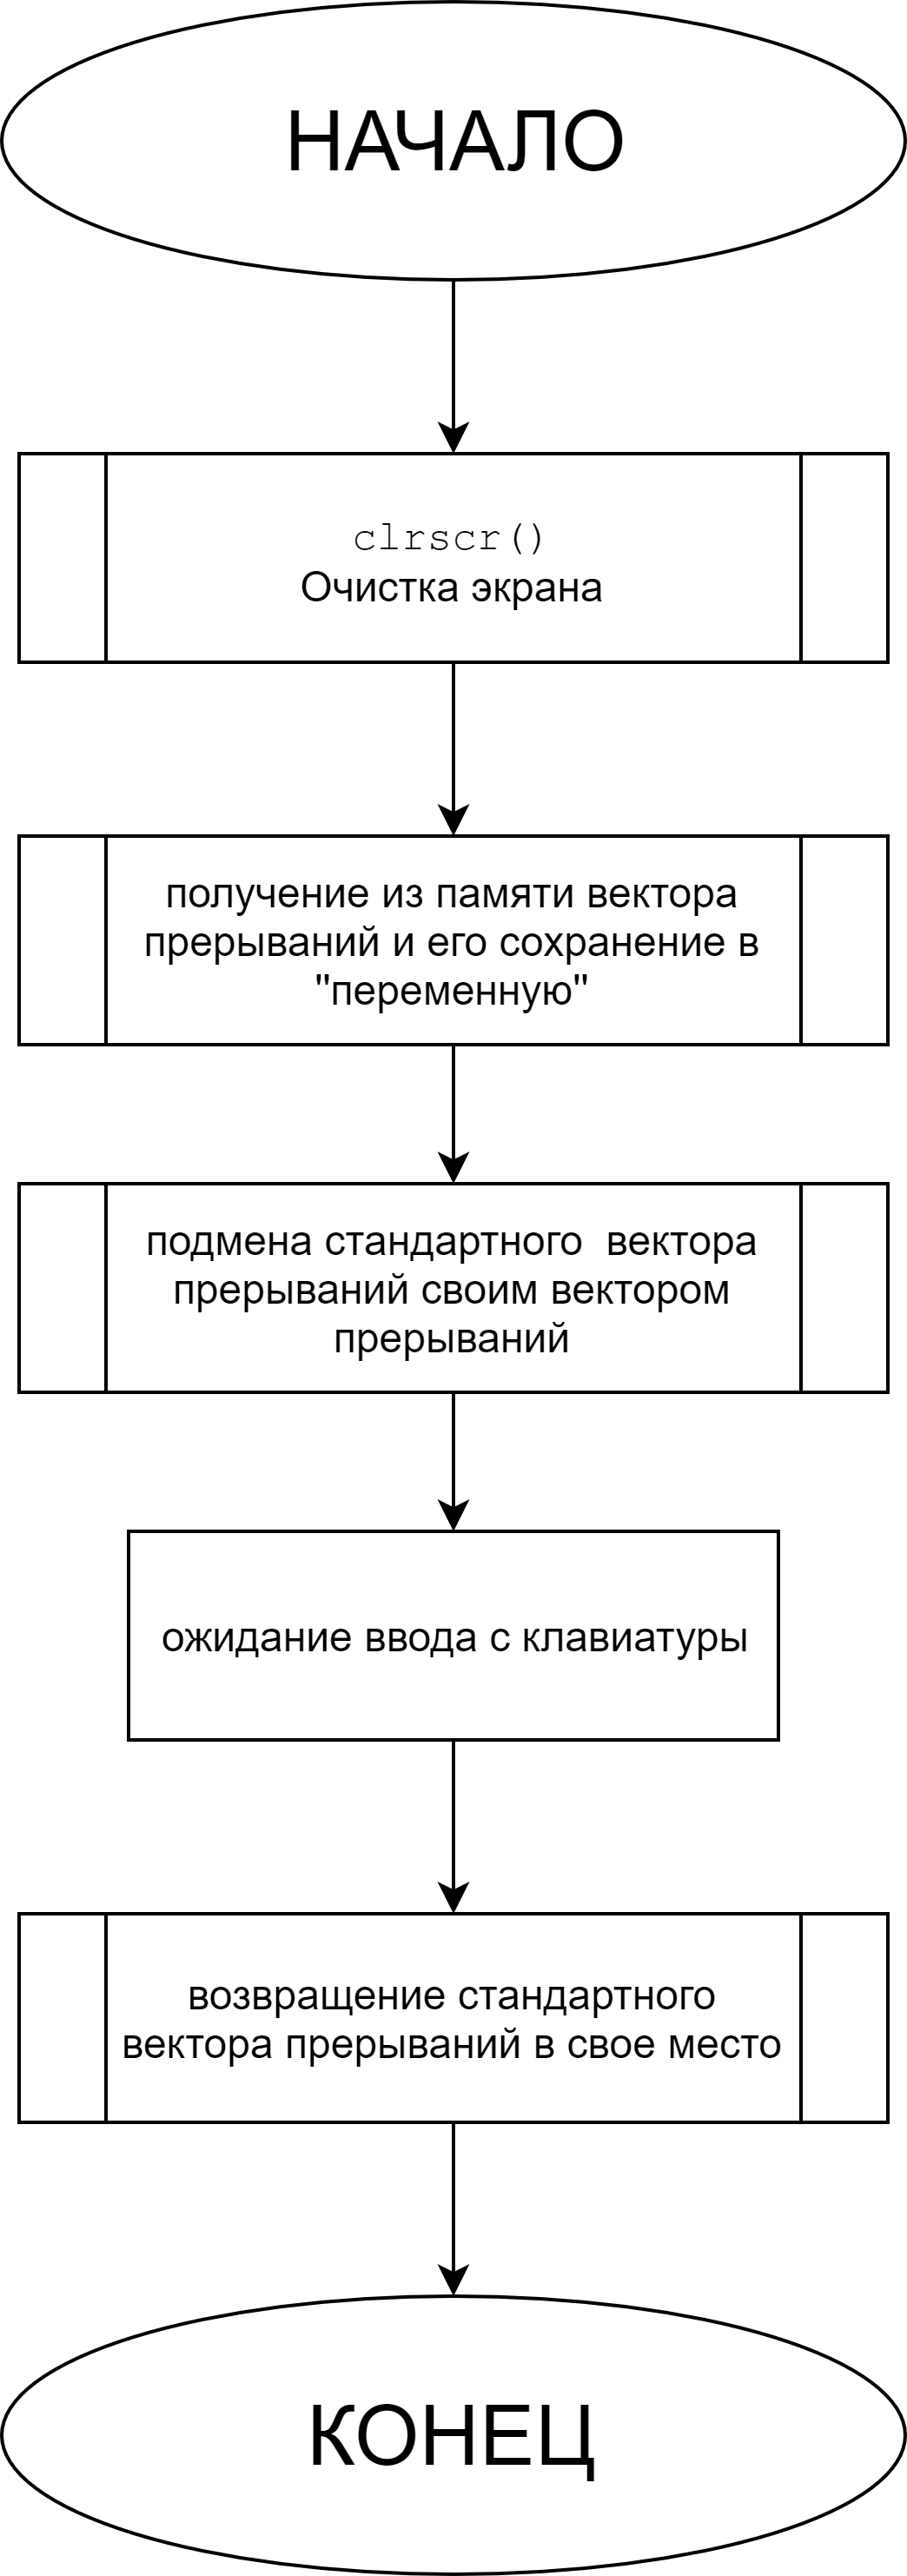 НАЧАЛО
clrscr()
Очистка экрана
получение из памяти вектора
прерываний и его сохранение в
"переменную"
подмена стандартного  вектора
прерываний своим вектором
прерываний
ожидание ввода с клавиатуры
возвращение стандартного
вектора прерываний в свое место
КОНЕЦ